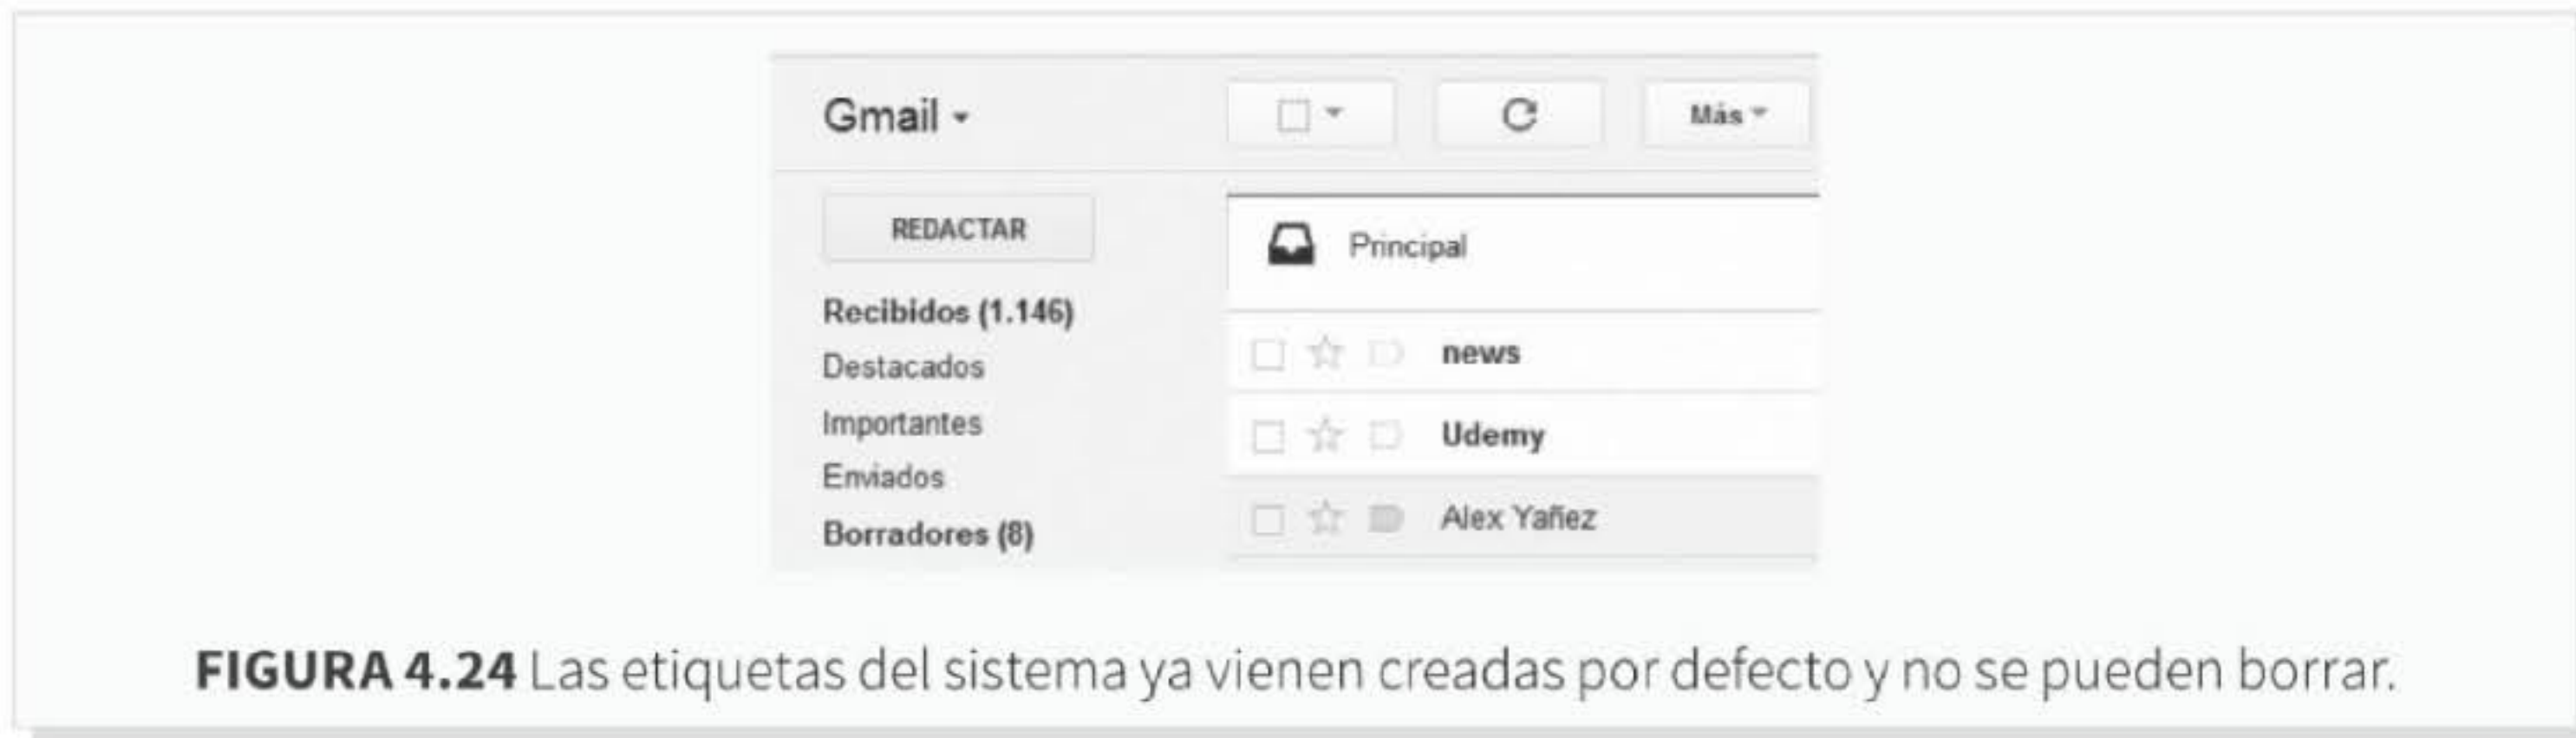 Gmail
Más
REDACTAR
Principal
Recibidos (1.146)
news
Destacados
Importantes
Udemy
Enviados
Alex Yañez
Borradores (8)
FIGURA 4.24 Las etiquetas del sistema ya vienen creadas por defecto y no se pueden borrar.